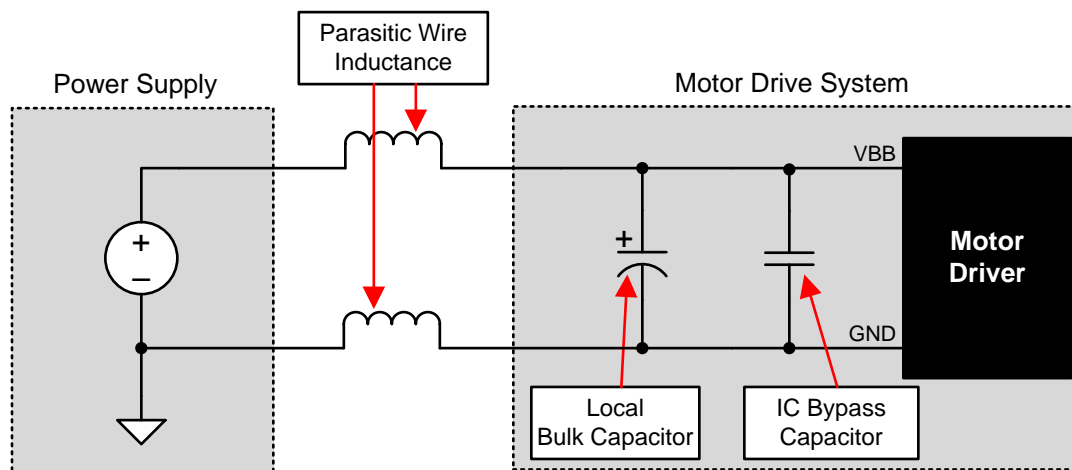 Parasitic Wire
Inductance
Power Supply
Motor Drive System
VBB
+
–
+
Motor
Driver
GND
Local
Bulk Capacitor
IC Bypass
Capacitor